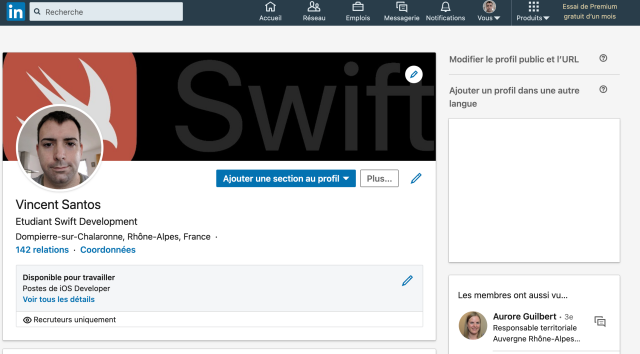 in
Recherche
Accueil
Réseau
Emplois
Messagerie
Notifications
Vous
Produits
Essai de Premium
gratuit d'un mois
Swift
Modifier le profil public et l'URL
Ajouter un profil dans une autre
langue
Ajouter une section au profil
Plus...
Vincent Santos
Etudiant Swift Development
Dompierre-sur-Chalaronne, Rhône-Alpes, France ·
142 relations · Coordonnées
Disponible pour travailler
Postes de iOS Developer
Voir tous les détails
Recruteurs uniquement
Les membres ont aussi vu...
Aurore Guilbert • 3e
Responsable territoriale
Auvergne Rhône-Alpes...